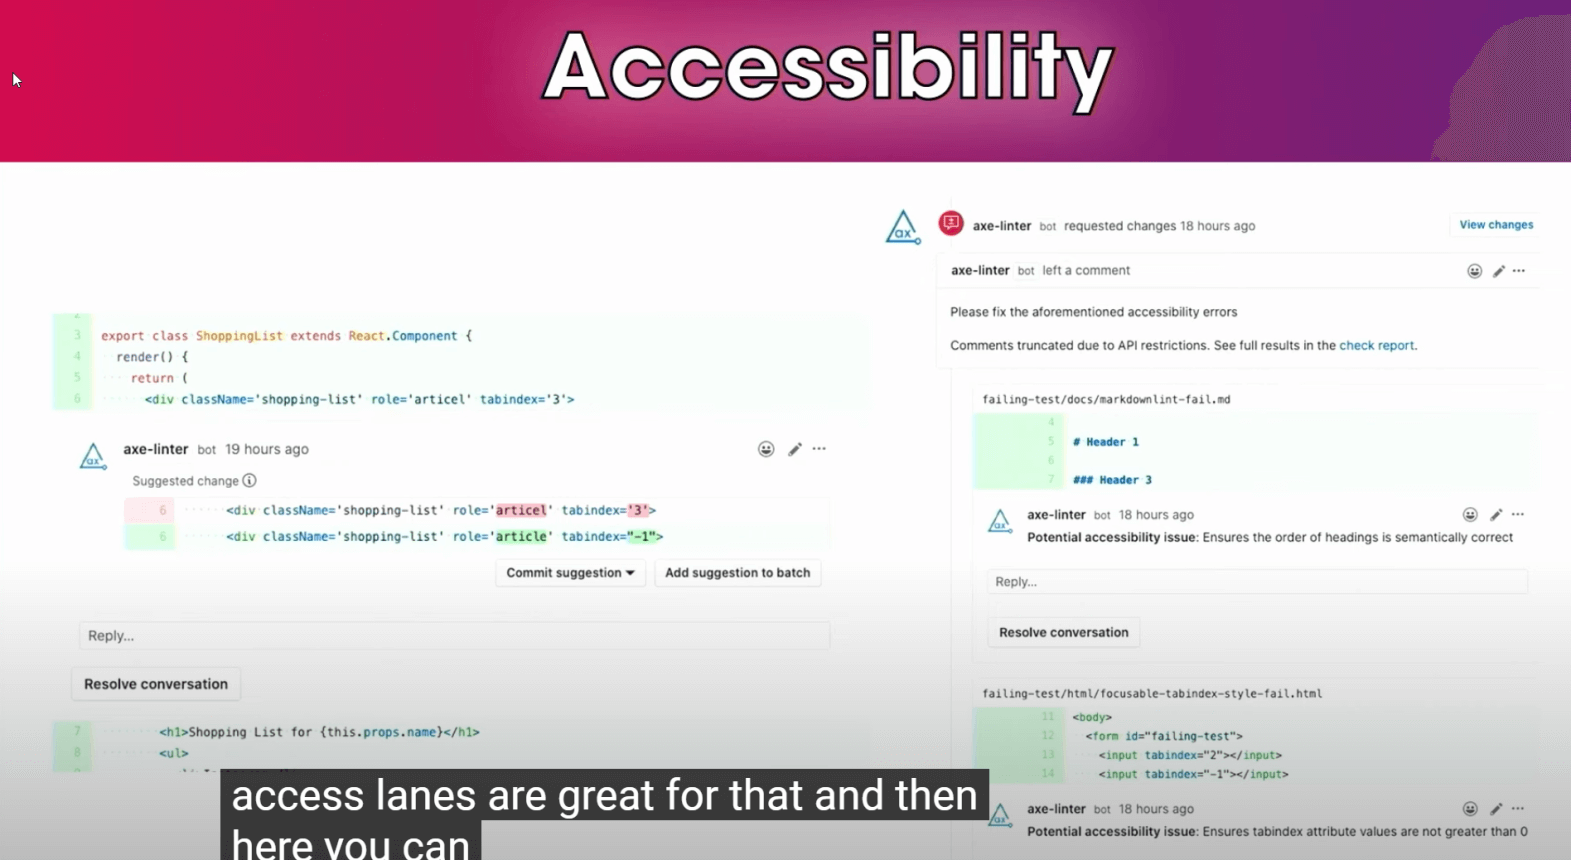 Accessibility
3 export class ShoppingList extends React.Component {
4 render() {
5 return (
6 <div className='shopping-list' role='articel' tabindex='3'>
axe-linter bot 19 hours ago
Suggested change
6 <div className='shopping-list' role='articel' tabindex='3'>
6 <div className='shopping-list' role='article' tabindex="-1">
Commit suggestion
Add suggestion to batch
Reply...
Resolve conversation
7 <h1>Shopping List for {this.props.name}</h1>
8 <ul>
axe-linter bot requested changes 18 hours ago
View changes
axe-linter bot left a comment
Please fix the aforementioned accessibility errors
Comments truncated due to API restrictions. See full results in the check report.
failing-test/docs/markdownlint-fail.md
4
5 # Header 1
6
7 ### Header 3
axe-linter bot 18 hours ago
Potential accessibility issue: Ensures the order of headings is semantically correct
Reply...
Resolve conversation
failing-test/html/focusable-tabindex-style-fail.html
11 <body>
12 <form id="failing-test">
13 <input tabindex="2"></input>
14 <input tabindex="-1"></input>
axe-linter bot 18 hours ago
Potential accessibility issue: Ensures tabindex attribute values are not greater than 0
access lanes are great for that and then
here you can